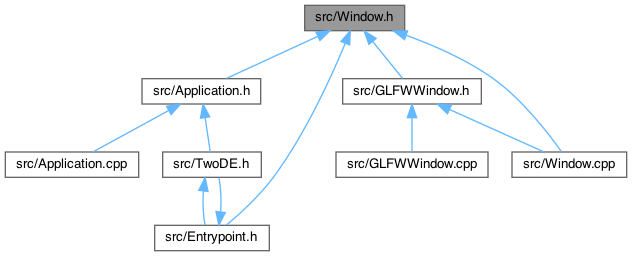 src/Window.h
src/Application.h
src/GLFWWindow.h
src/Application.cpp
src/TwoDE.h
src/GLFWWindow.cpp
src/Window.cpp
src/Entrypoint.h